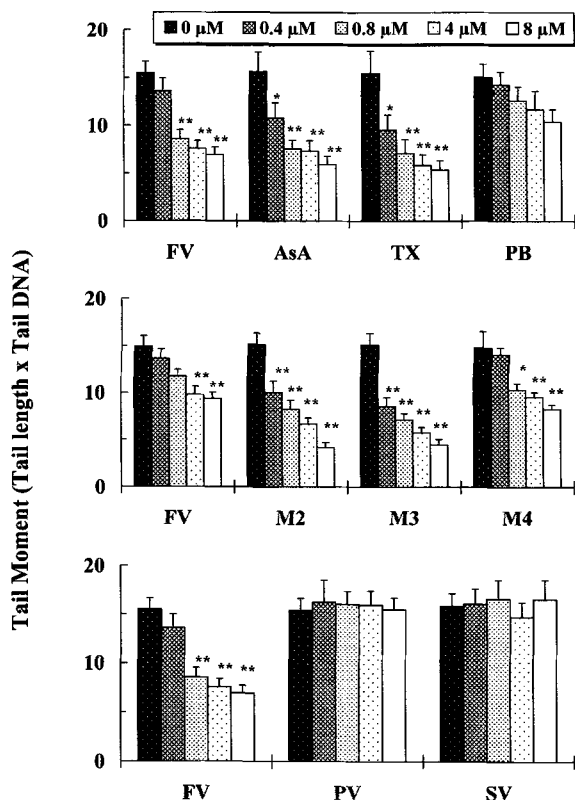 0 µM 0.4 µM 0.8 µM 4 µM 8 µM
Tail Moment (Tail length x Tail DNA)
20
10
0
** ** **
* ** ** **
* ** ** **
FV AsA TX PB
20
10
0
** **
** ** ** **
** ** ** **
* ** **
FV M2 M3 M4
20
10
0
** ** **
FV PV SV